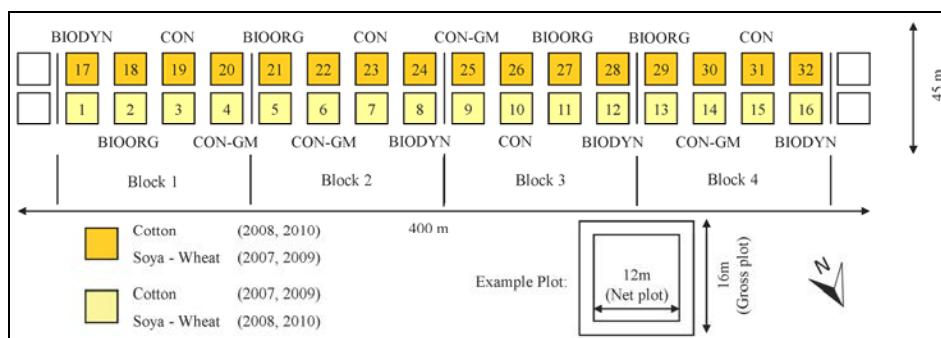 BIODYN CON BIOORG CON CON-GM BIOORG BIOORG CON
17 18 19 20 21 22 23 24 25 26 27 28 29 30 31 32
1 2 3 4 5 6 7 8 9 10 11 12 13 14 15 16
BIOORG CON-GM CON-GM BIODYN CON BIODYN CON-GM BIODYN
45 m
Block 1 Block 2 Block 3 Block 4
400 m
Cotton (2008, 2010)
Soya - Wheat (2007, 2009)
Cotton (2007, 2009)
Soya - Wheat (2008, 2010)
Example Plot:
12m
(Net plot)
16m
(Gross plot)
N